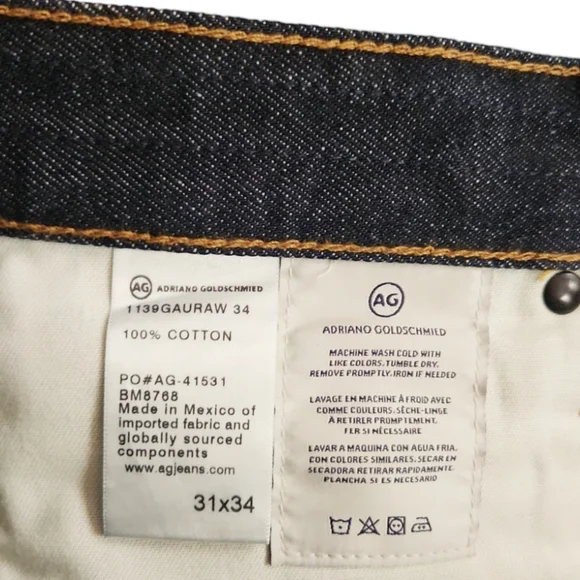 AG ADRIANO GOLDSCHMIED
1139GAURAW 34
100% COTTON
PO#AG-41531
BM8768
Made in Mexico of
imported fabric and
globally sourced
components
www.agjeans.com
31x34
AG
ADRIANO GOLDSCHMIED
MACHINE WASH COLD WITH
LIKE COLORS. TUMBLE DRY.
REMOVE PROMPTLY. IRON IF NEEDED
LAVAGE EN MACHINE À FROID AVEC
COMME COULEURS. SÈCHE-LINGE
À RETIRER PROMPTEMENT.
FER SI NÉCESSAIRE
LAVAR A MAQUINA CON AGUA FRIA.
CON COLORES SIMILARES. SECAR EN
SECADORA RETIRAR RAPIDAMENTE.
PLANCHA SI ES NECESARIO